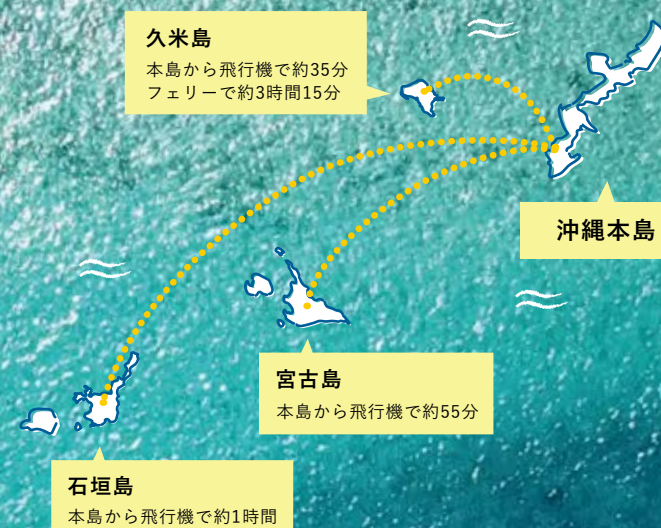 久米島
本島から飛行機で約35分
フェリーで約3時間15分
沖縄本島
宮古島
本島から飛行機で約55分
石垣島
本島から飛行機で約1時間